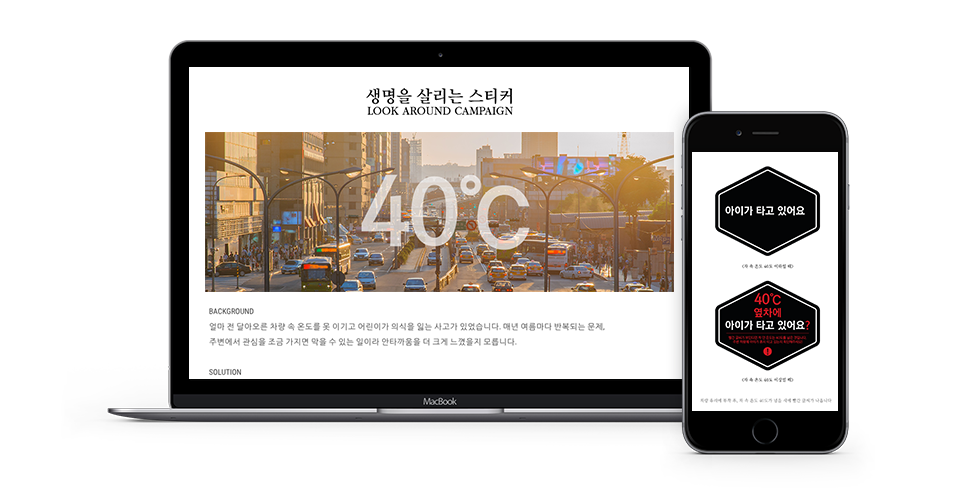 생명을 살리는 스티커
LOOK AROUND CAMPAIGN
40℃
BACKGROUND
얼마 전 달아오른 차량 속 온도를 못 이기고 어린이가 의식을 잃는 사고가 있었습니다. 매년 여름마다 반복되는 문제,
주변에서 관심을 조금 가지면 막을 수 있는 일이라 안타까움을 더 크게 느꼈을지 모릅니다.
SOLUTION
MacBook
아이가 타고 있어요
40℃
옆차에
아이가 타고 있어요?